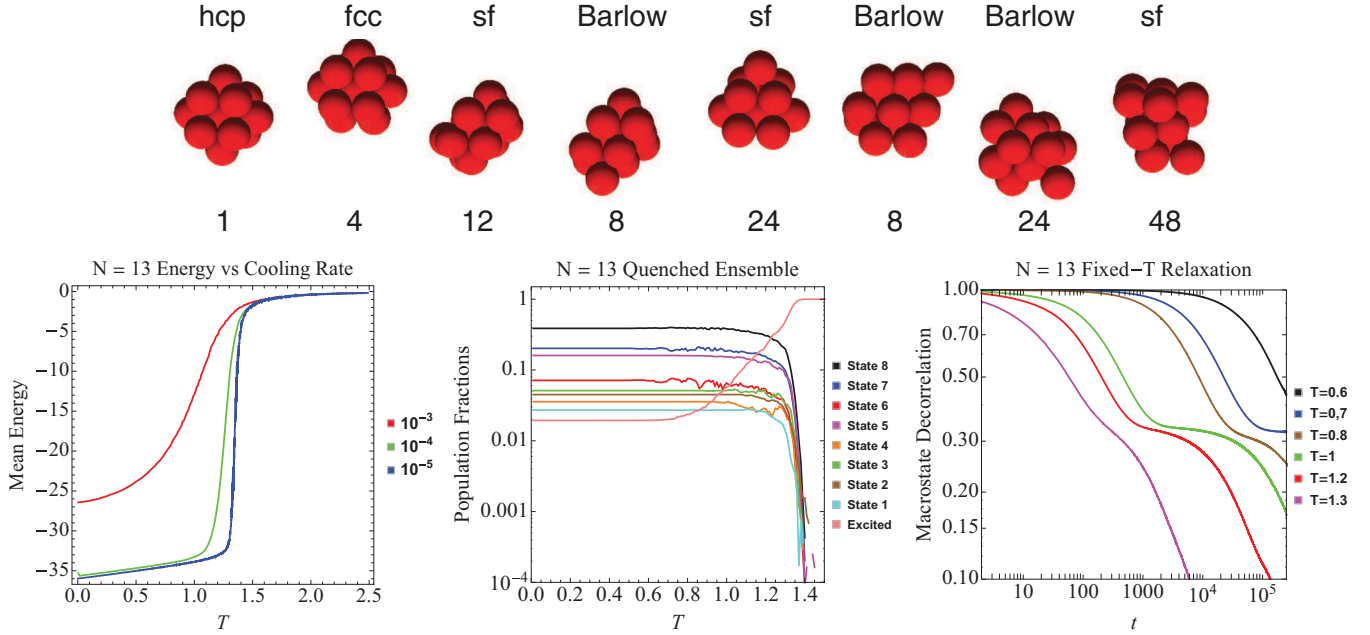 hcp fcc sf Barlow sf Barlow Barlow sf
1 4 12 8 24 8 24 48
N = 13 Energy vs Cooling Rate
Mean Energy
0
−5
−10
−15
−20
−25
−30
−35
0.0 0.5 1.0 1.5 2.0 2.5
T
10⁻³
10⁻⁴
10⁻⁵
N = 13 Quenched Ensemble
Population Fractions
1
0.1
0.01
0.001
10⁻⁴
0.0 0.2 0.4 0.6 0.8 1.0 1.2 1.4
T
State 8
State 7
State 6
State 5
State 4
State 3
State 2
State 1
Excited
N = 13 Fixed−T Relaxation
Macrostate Decorrelation
1.00
0.70
0.50
0.30
0.20
0.15
0.10
10 100 1000 10⁴ 10⁵
t
T=0.6
T=0,7
T=0.8
T=1
T=1.2
T=1.3